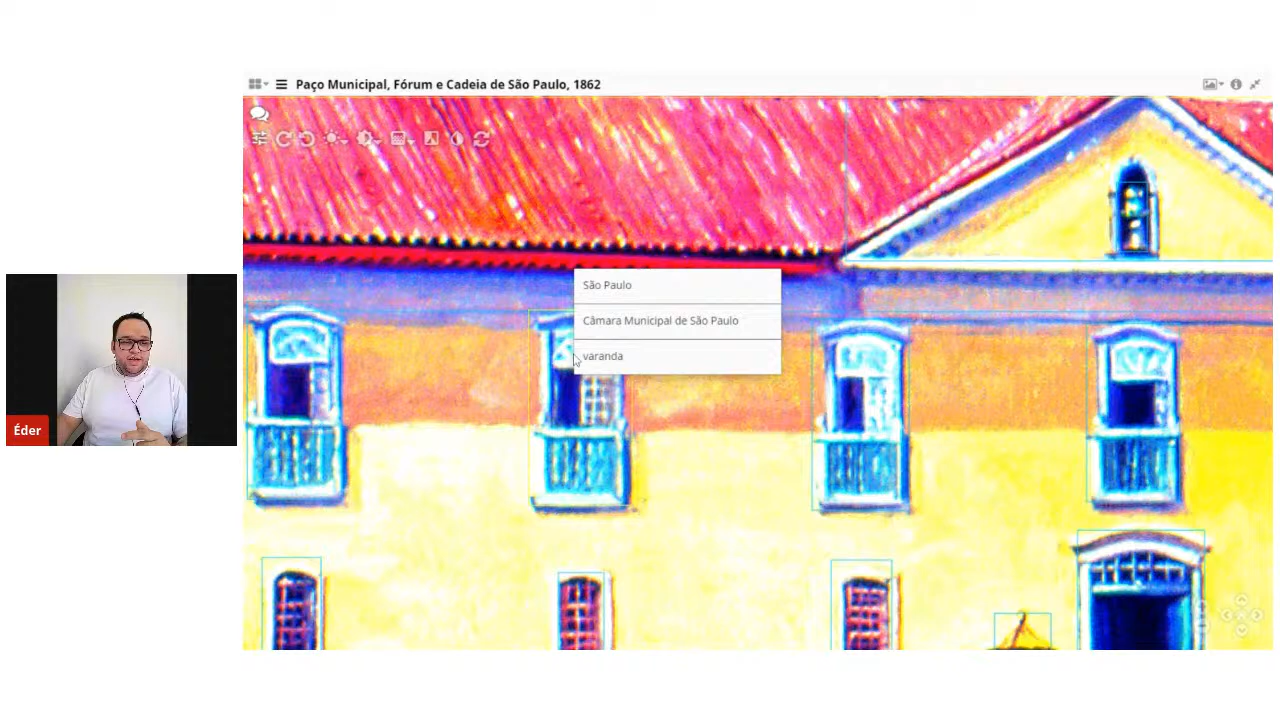 Paço Municipal, Fórum e Cadeia de São Paulo, 1862
São Paulo
Câmara Municipal de São Paulo
varanda
Éder